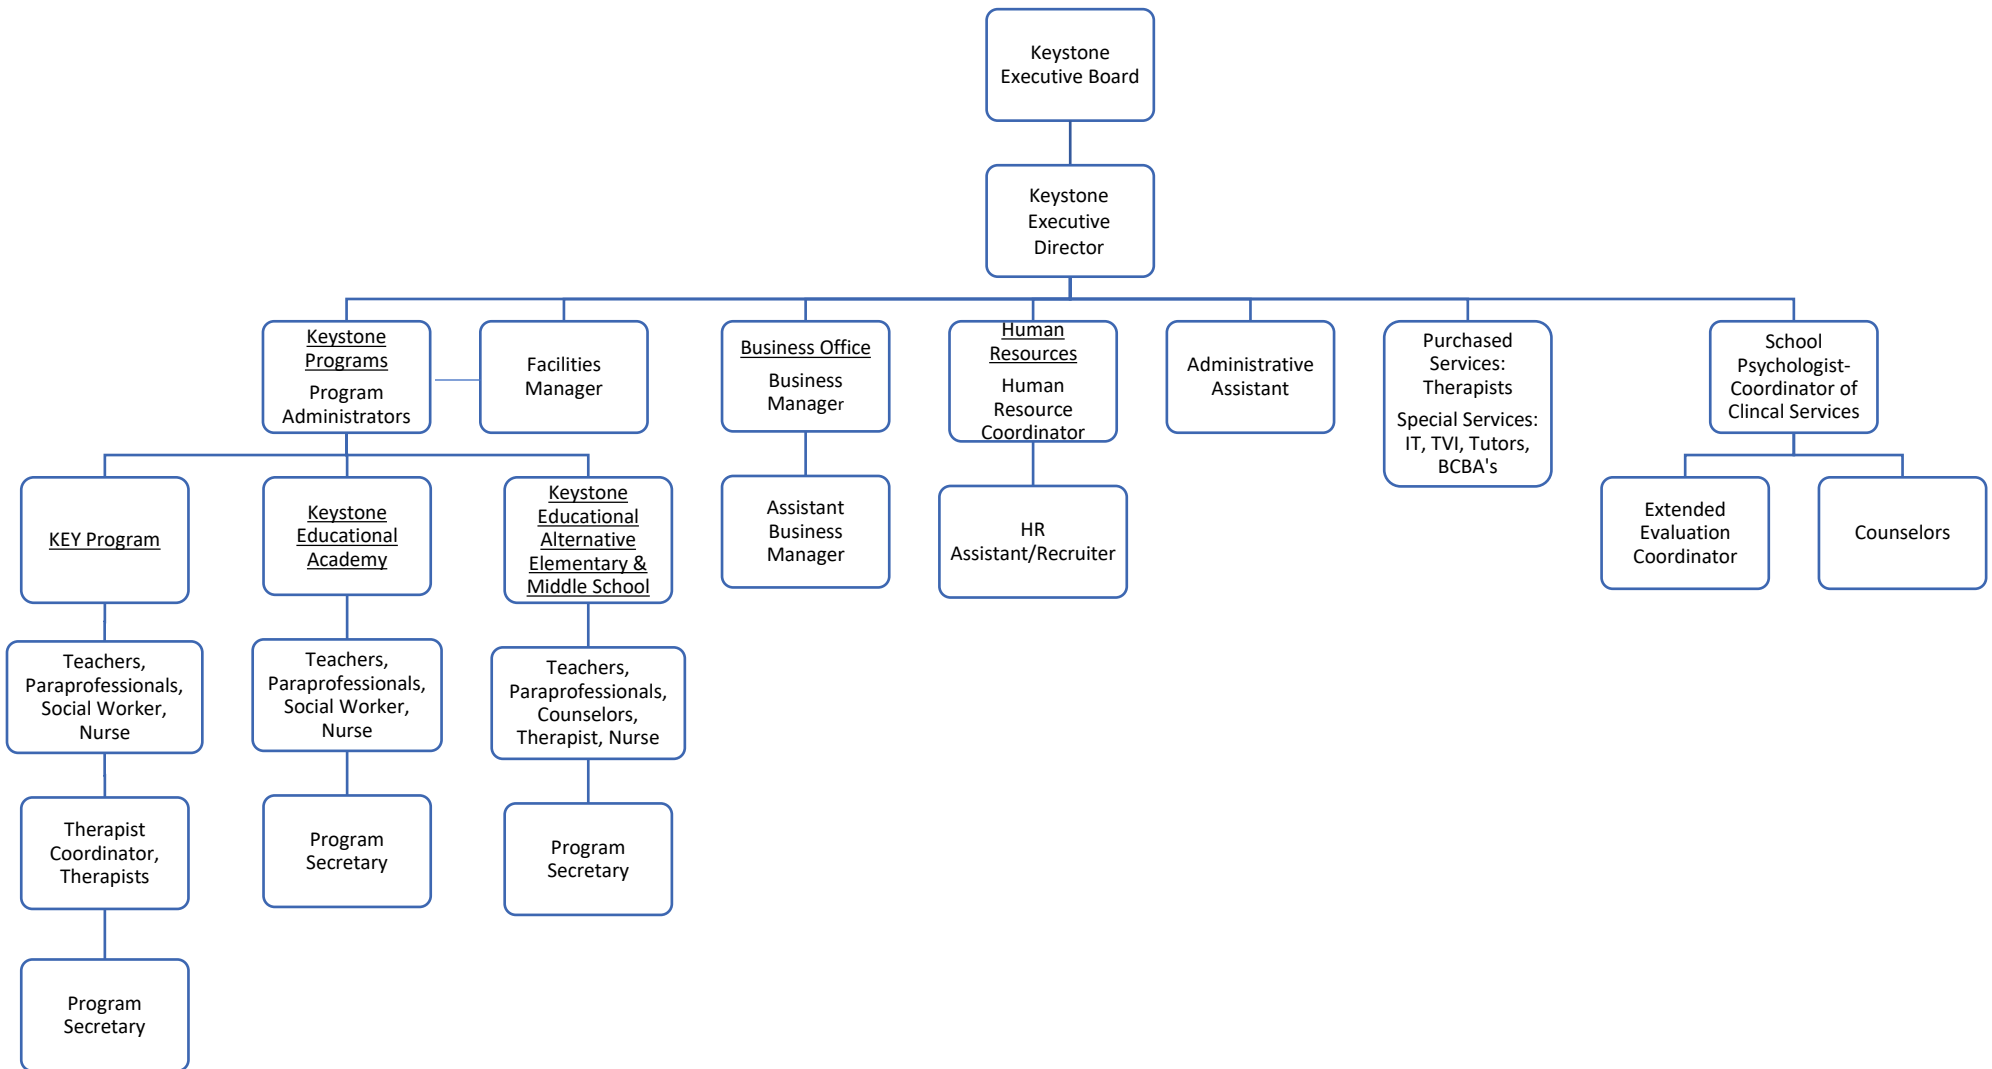 Keystone
Executive Board
Keystone
Executive
Director
Keystone
Programs
Program
Administrators
Facilities
Manager
Business Office
Business
Manager
Human
Resources
Human
Resource
Coordinator
Administrative
Assistant
Purchased
Services:
Therapists
Special Services:
IT, TVI, Tutors,
BCBA's
School
Psychologist-
Coordinator of
Clincal Services
KEY Program
Keystone
Educational
Academy
Keystone
Educational
Alternative
Elementary &
Middle School
Assistant
Business
Manager
HR
Assistant/Recruiter
Extended
Evaluation
Coordinator
Counselors
Teachers,
Paraprofessionals,
Social Worker,
Nurse
Teachers,
Paraprofessionals,
Social Worker,
Nurse
Teachers,
Paraprofessionals,
Counselors,
Therapist, Nurse
Therapist
Coordinator,
Therapists
Program
Secretary
Program
Secretary
Program
Secretary